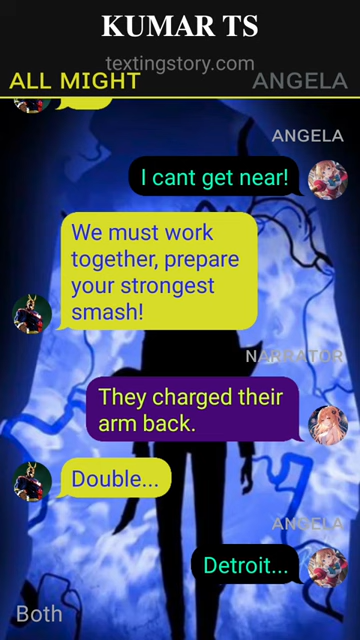 KUMAR TS
textingstory.com
ALL MIGHT
ANGELA
ANGELA
I cant get near!
We must work
together, prepare
your strongest
smash!
NARRATOR
They charged their
arm back.
Double...
ANGELA
Detroit...
Both